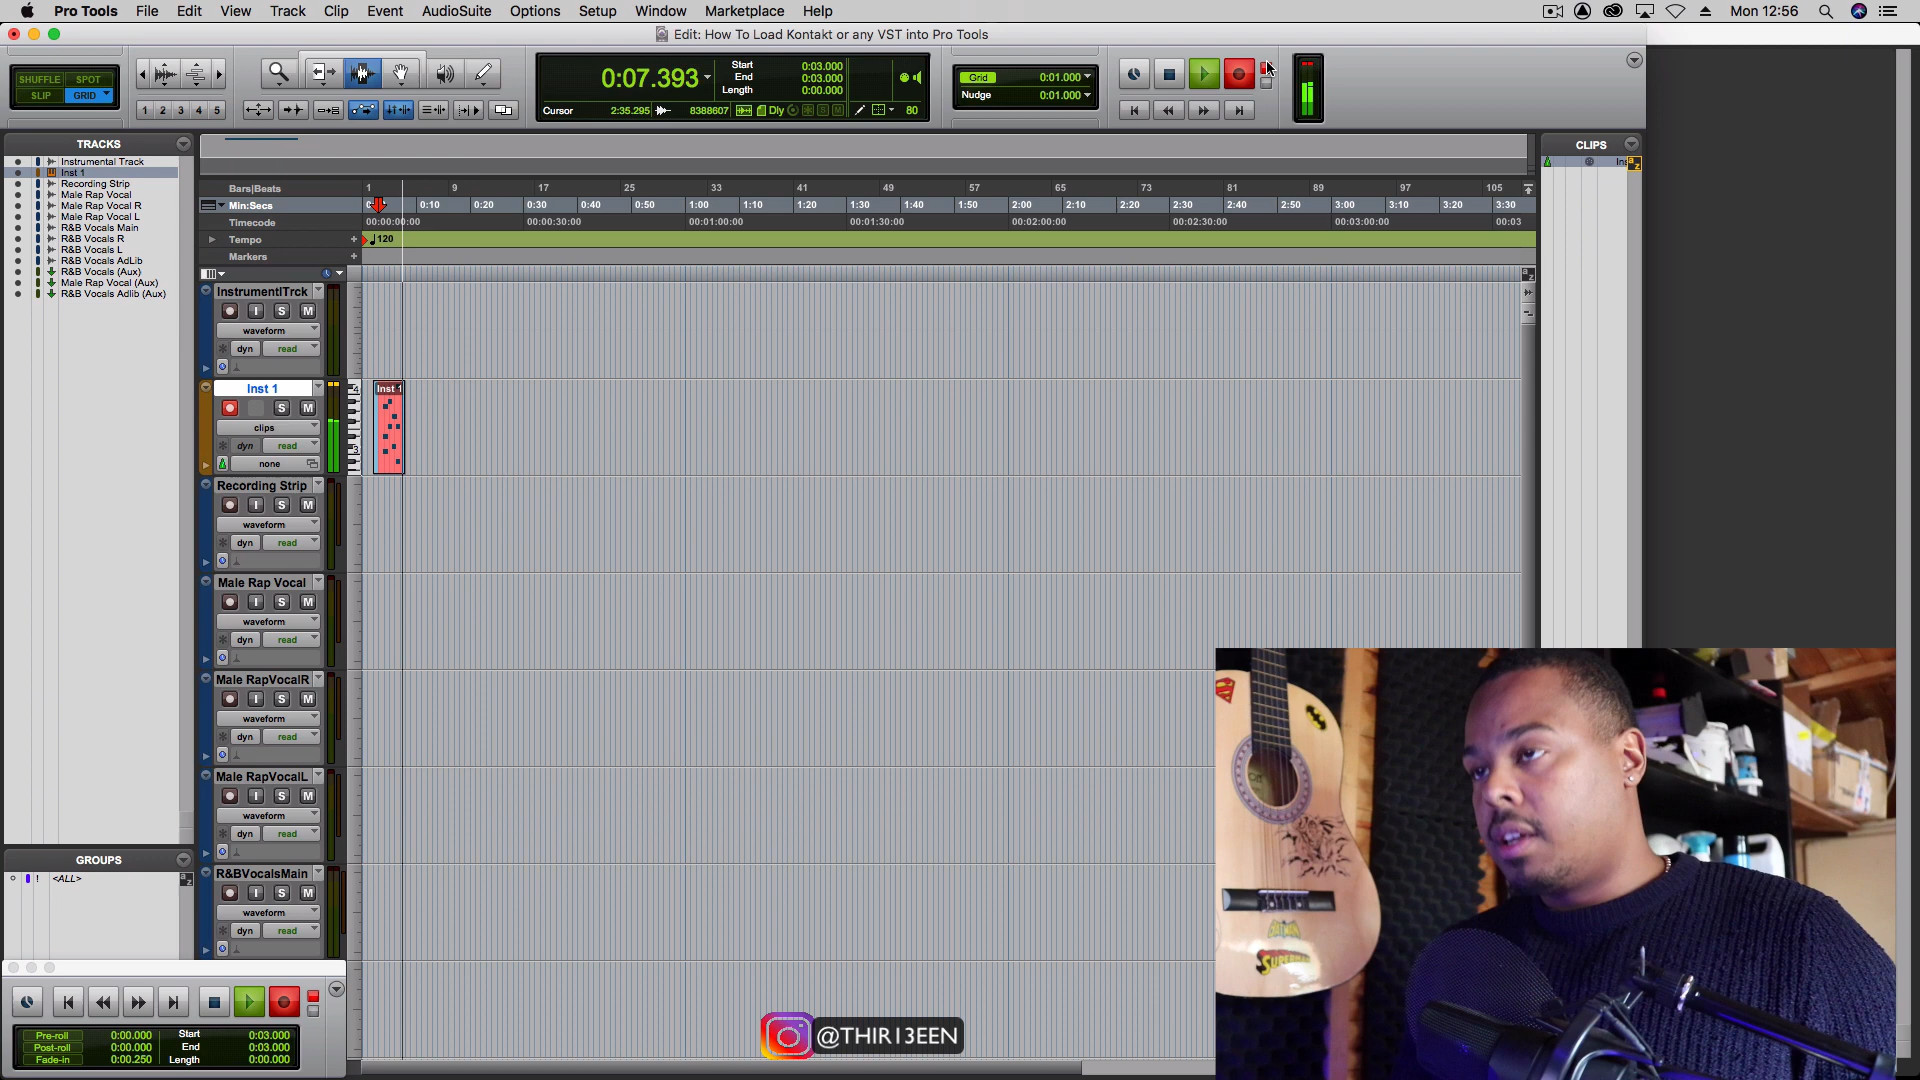 Pro Tools File Edit View Track Clip Event AudioSuite Options Setup Window Marketplace Help Mon 12:56
Edit: How To Load Kontakt or any VST into Pro Tools
SHUFFLE SPOT
SLIP GRID
1 2 3 4 5
0:07.393
Start 0:03.000
End 0:03.000
Length 0:00.000
Cursor 2:35.295 8388607 Dly 80
Grid 0:01.000
Nudge 0:01.000
TRACKS
Instrumental Track
Inst 1
Recording Strip
Male Rap Vocal
Male Rap Vocal R
Male Rap Vocal L
R&B Vocals Main
R&B Vocals R
R&B Vocals L
R&B Vocals AdLib
R&B Vocals (Aux)
Male Rap Vocal (Aux)
R&B Vocals Adlib (Aux)
CLIPS
Bars|Beats 1 9 17 25 33 41 49 57 65 73 81 89 97 105
Min:Secs 0:10 0:20 0:30 0:40 0:50 1:00 1:10 1:20 1:30 1:40 1:50 2:00 2:10 2:20 2:30 2:40 2:50 3:00 3:10 3:20 3:30
Timecode 00:00:00:00 00:00:30:00 00:01:00:00 00:01:30:00 00:02:00:00 00:02:30:00 00:03:00:00 00:03
Tempo 120
Markers
InstrumentlTrck
I S M
waveform
dyn read
Inst 1
S M
clips
dyn read
none
Inst 1
4
3
Recording Strip
I S M
waveform
dyn read
Male Rap Vocal
I S M
waveform
dyn read
Male RapVocalR
I S M
waveform
dyn read
Male RapVocalL
I S M
waveform
dyn read
R&BVocalsMain
I S M
waveform
dyn read
GROUPS
! <ALL>
Pre-roll 0:00.000
Post-roll 0:00.000
Fade-in 0:00.250
Start 0:03.000
End 0:03.000
Length 0:00.000
@THIR13EEN